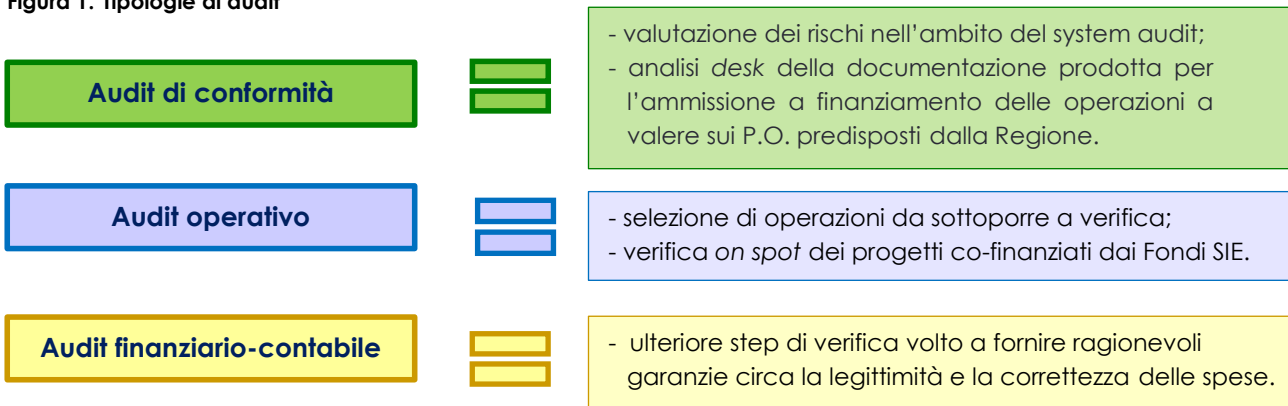 Figura 1. Tipologie di audit
Audit di conformità
- valutazione dei rischi nell’ambito del system audit;
- analisi desk della documentazione prodotta per
l’ammissione a finanziamento delle operazioni a
valere sui P.O. predisposti dalla Regione.
Audit operativo
- selezione di operazioni da sottoporre a verifica;
- verifica on spot dei progetti co-finanziati dai Fondi SIE.
Audit finanziario-contabile
- ulteriore step di verifica volto a fornire ragionevoli
garanzie circa la legittimità e la correttezza delle spese.